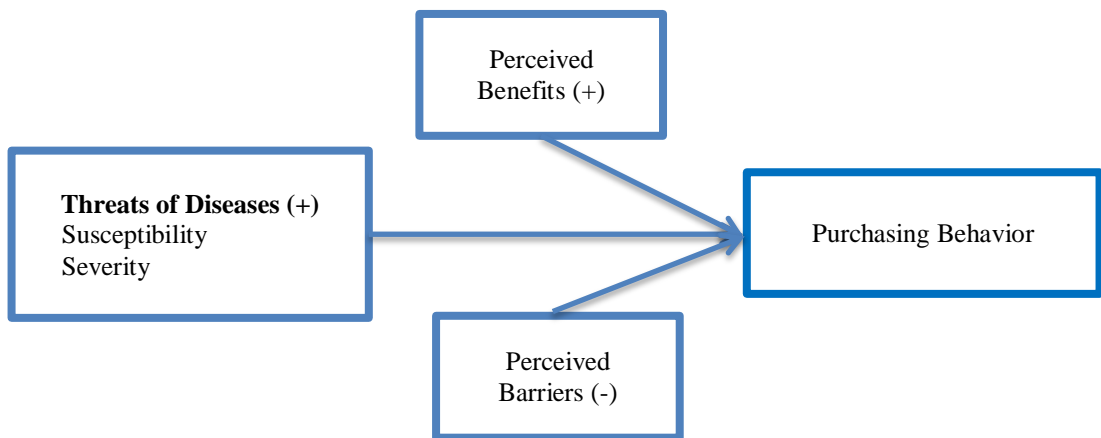 Perceived
Benefits (+)
Threats of Diseases (+)
Susceptibility
Severity
Purchasing Behavior
Perceived
Barriers (-)